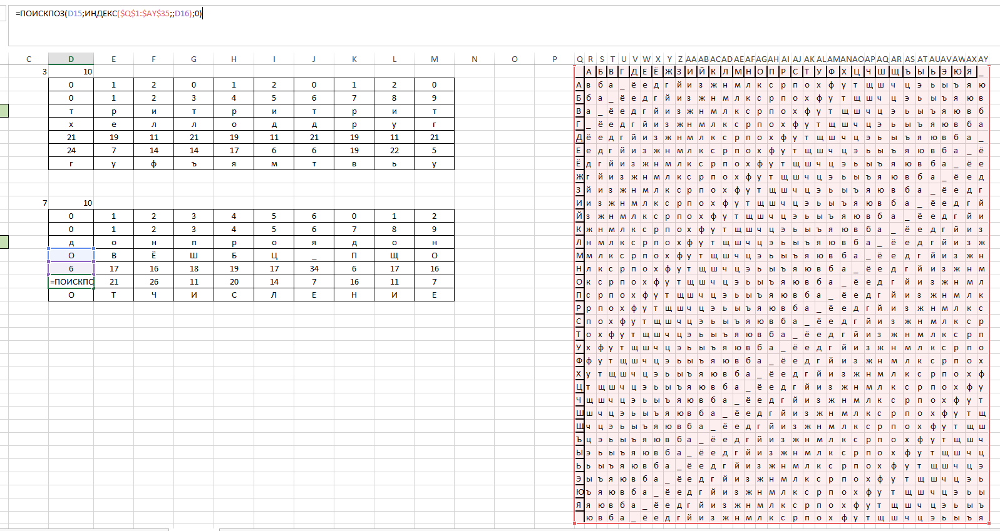 =ПОИСКПОЗ(D15;ИНДЕКС($Q$1:$AY$35;;D16);0)
C D E F G H I J K L M N O P Q R S T U V W X Y Z AA AB AC AD AE AF AG AH AI AJ AK AL AM AN AO AP AQ AR AS AT AU AV AW AX AY
3 10 А Б В Г Д Е Ё Ж З И Й К Л М Н О П Р С Т У Ф Х Ц Ч Ш Щ Ъ Ы Ь Э Ю Я _
0 1 2 0 1 2 0 1 2 0 А в б а _ ё е д г й и з ж н м л к с р п о х ф у т щ ш ч ц э ь ы ъ я ю
0 1 2 3 4 5 6 7 8 9 Б б а _ ё е д г й и з ж н м л к с р п о х ф у т щ ш ч ц э ь ы ъ я ю в
т р и т р и т р и т В а _ ё е д г й и з ж н м л к с р п о х ф у т щ ш ч ц э ь ы ъ я ю в б
х е л л о д д р у г Г _ ё е д г й и з ж н м л к с р п о х ф у т щ ш ч ц э ь ы ъ я ю в б а
21 19 11 21 19 11 21 19 11 21 Д ё е д г й и з ж н м л к с р п о х ф у т щ ш ч ц э ь ы ъ я ю в б а _
24 7 14 14 17 6 6 19 22 5 Е е д г й и з ж н м л к с р п о х ф у т щ ш ч ц э ь ы ъ я ю в б а _ ё
г у ф ъ я м т в ь у Ё д г й и з ж н м л к с р п о х ф у т щ ш ч ц э ь ы ъ я ю в б а _ ё е
Ж г й и з ж н м л к с р п о х ф у т щ ш ч ц э ь ы ъ я ю в б а _ ё е д
З й и з ж н м л к с р п о х ф у т щ ш ч ц э ь ы ъ я ю в б а _ ё е д г
7 10 И и з ж н м л к с р п о х ф у т щ ш ч ц э ь ы ъ я ю в б а _ ё е д г й
0 1 2 3 4 5 6 0 1 2 Й з ж н м л к с р п о х ф у т щ ш ч ц э ь ы ъ я ю в б а _ ё е д г й и
0 1 2 3 4 5 6 7 8 9 К ж н м л к с р п о х ф у т щ ш ч ц э ь ы ъ я ю в б а _ ё е д г й и з
д о н п р о я д о н Л н м л к с р п о х ф у т щ ш ч ц э ь ы ъ я ю в б а _ ё е д г й и з ж
О В Ё Ш Б Ц _ П Щ О М м л к с р п о х ф у т щ ш ч ц э ь ы ъ я ю в б а _ ё е д г й и з ж н
6 17 16 18 19 17 34 6 17 16 Н л к с р п о х ф у т щ ш ч ц э ь ы ъ я ю в б а _ ё е д г й и з ж н м
=ПОИСКПО 21 26 11 20 14 7 16 11 7 О к с р п о х ф у т щ ш ч ц э ь ы ъ я ю в б а _ ё е д г й и з ж н м л
О Т Ч И С Л Е Н И Е П с р п о х ф у т щ ш ч ц э ь ы ъ я ю в б а _ ё е д г й и з ж н м л к
Р р п о х ф у т щ ш ч ц э ь ы ъ я ю в б а _ ё е д г й и з ж н м л к с
С п о х ф у т щ ш ч ц э ь ы ъ я ю в б а _ ё е д г й и з ж н м л к с р
Т о х ф у т щ ш ч ц э ь ы ъ я ю в б а _ ё е д г й и з ж н м л к с р п
У х ф у т щ ш ч ц э ь ы ъ я ю в б а _ ё е д г й и з ж н м л к с р п о
Ф ф у т щ ш ч ц э ь ы ъ я ю в б а _ ё е д г й и з ж н м л к с р п о х
Х у т щ ш ч ц э ь ы ъ я ю в б а _ ё е д г й и з ж н м л к с р п о х ф
Ц т щ ш ч ц э ь ы ъ я ю в б а _ ё е д г й и з ж н м л к с р п о х ф у
Ч щ ш ч ц э ь ы ъ я ю в б а _ ё е д г й и з ж н м л к с р п о х ф у т
Ш ш ч ц э ь ы ъ я ю в б а _ ё е д г й и з ж н м л к с р п о х ф у т щ
Щ ч ц э ь ы ъ я ю в б а _ ё е д г й и з ж н м л к с р п о х ф у т щ ш
Ъ ц э ь ы ъ я ю в б а _ ё е д г й и з ж н м л к с р п о х ф у т щ ш ч
Ы э ь ы ъ я ю в б а _ ё е д г й и з ж н м л к с р п о х ф у т щ ш ч ц
Ь ь ы ъ я ю в б а _ ё е д г й и з ж н м л к с р п о х ф у т щ ш ч ц э
Э ы ъ я ю в б а _ ё е д г й и з ж н м л к с р п о х ф у т щ ш ч ц э ь
Ю ъ я ю в б а _ ё е д г й и з ж н м л к с р п о х ф у т щ ш ч ц э ь ы
Я я ю в б а _ ё е д г й и з ж н м л к с р п о х ф у т щ ш ч ц э ь ы ъ
ю в б а _ ё е д г й и з ж н м л к с р п о х ф у т щ ш ч ц э ь ы ъ я